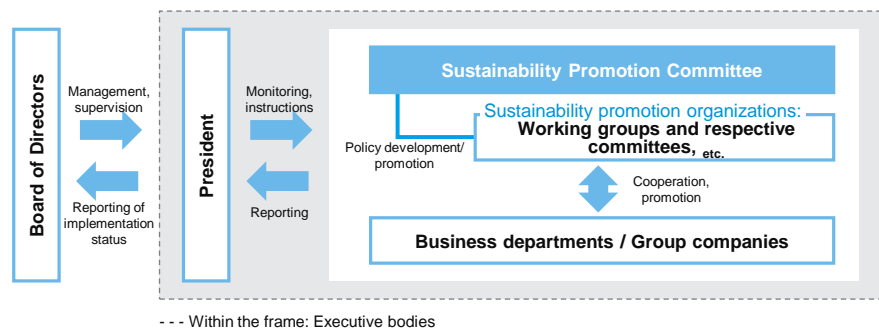 Board of Directors
Management,
supervision
Reporting of
implementation
status
President
Monitoring,
instructions
Reporting
Sustainability Promotion Committee
Policy development/
promotion
Sustainability promotion organizations:
Working groups and respective
committees, etc.
Cooperation,
promotion
Business departments / Group companies
- - - Within the frame: Executive bodies